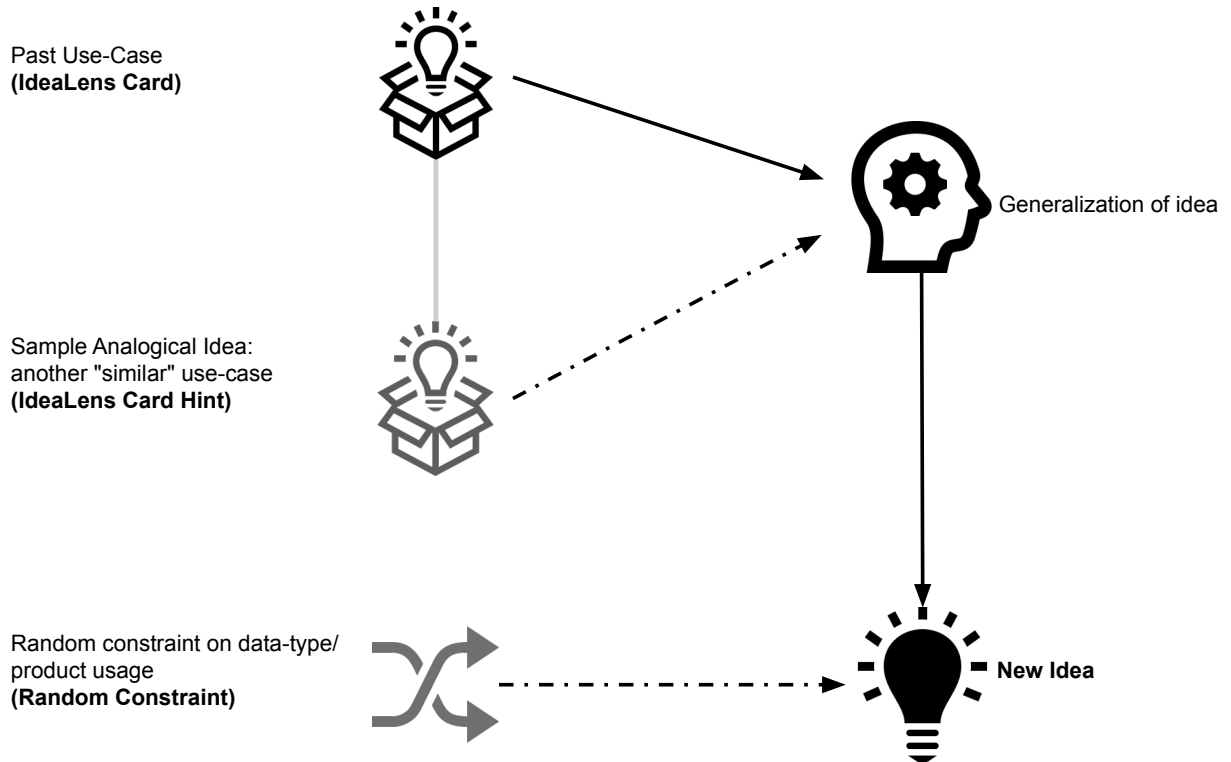 Past Use-Case
(IdeaLens Card)
Generalization of idea
Sample Analogical Idea:
another "similar" use-case
(IdeaLens Card Hint)
Random constraint on data-type/
product usage
(Random Constraint)
New Idea